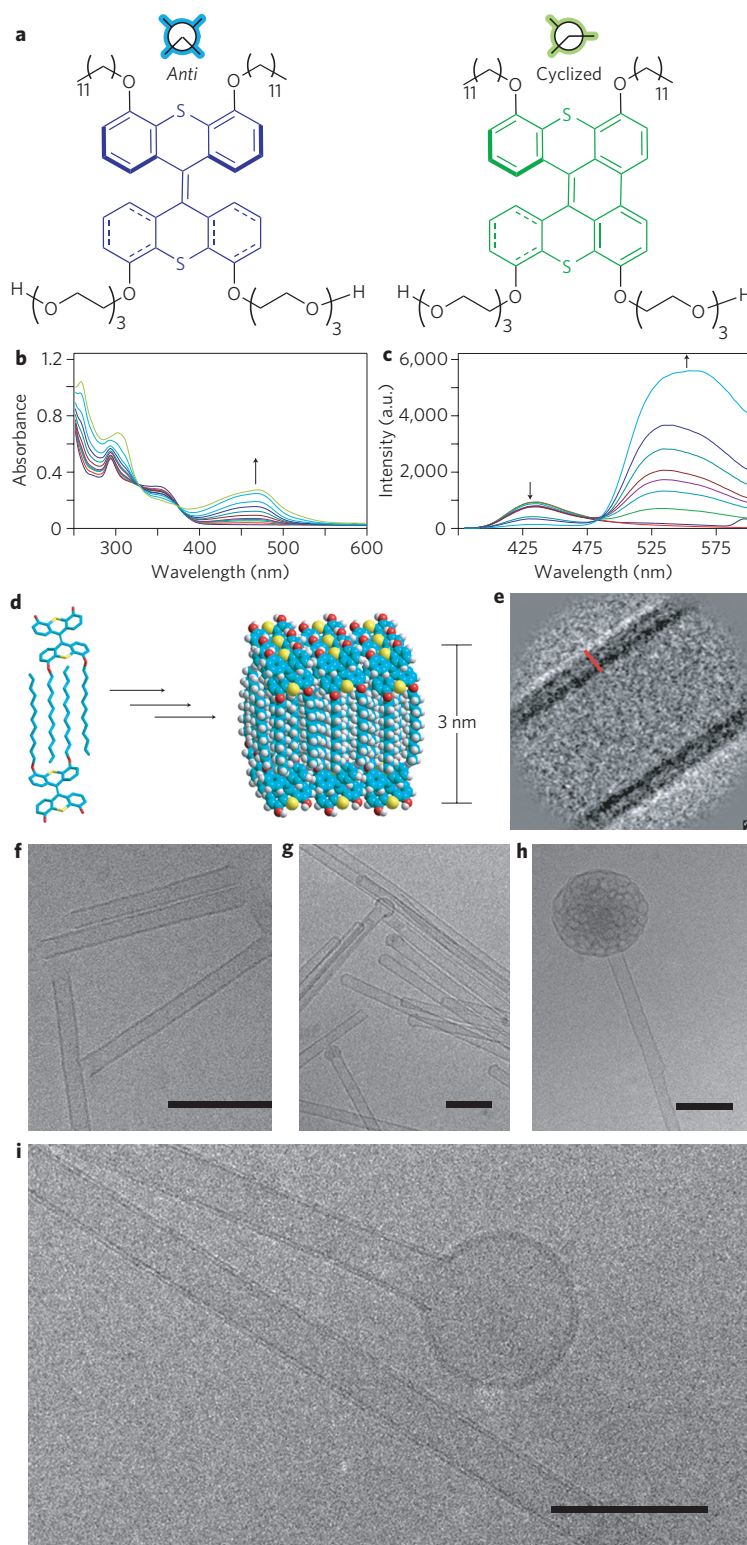 a
Anti
Cyclized
11 O O 11
11 O O 11
S
S
S
S
H O 3 O O O 3 H
H O 3 O O O 3 H
b
1.2
0.8
0.4
0
Absorbance
300 400 500 600
Wavelength (nm)
c
6,000
4,000
2,000
0
Intensity (a.u.)
425 475 525 575
Wavelength (nm)
d
3 nm
e
f
g
h
i